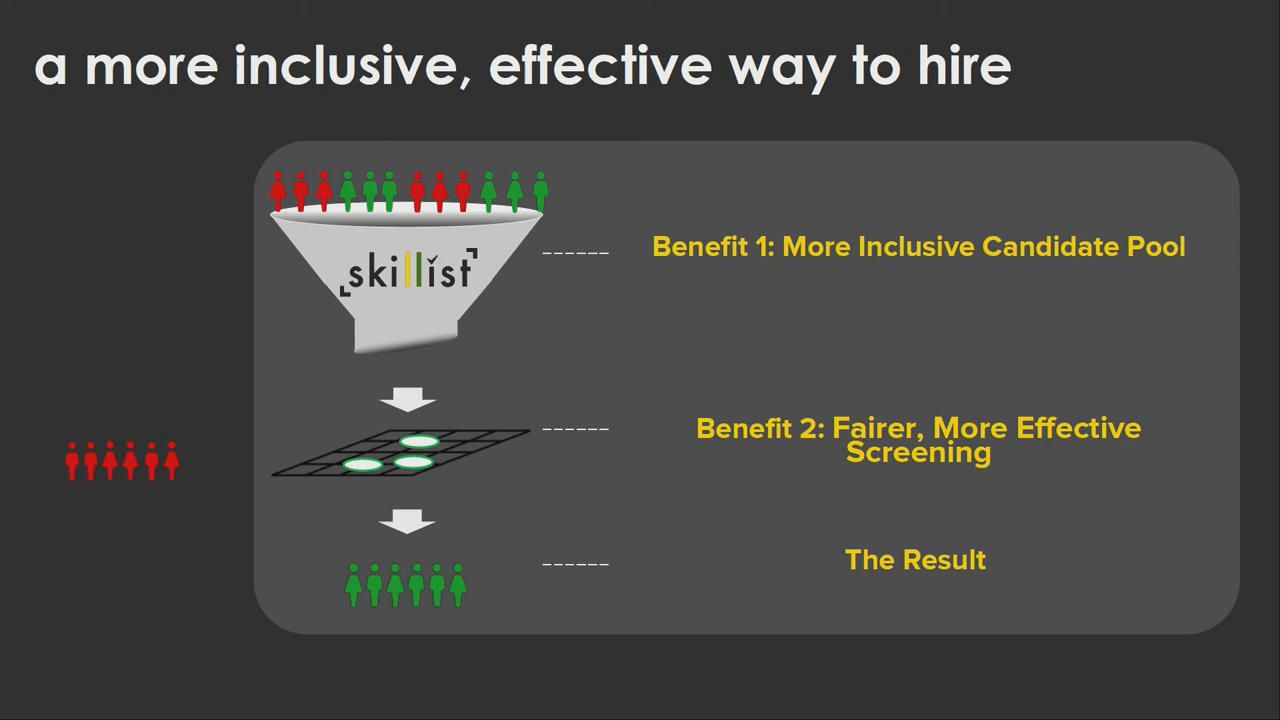 a more inclusive, effective way to hire
skillist
Benefit 1: More Inclusive Candidate Pool
Benefit 2: Fairer, More Effective
Screening
The Result